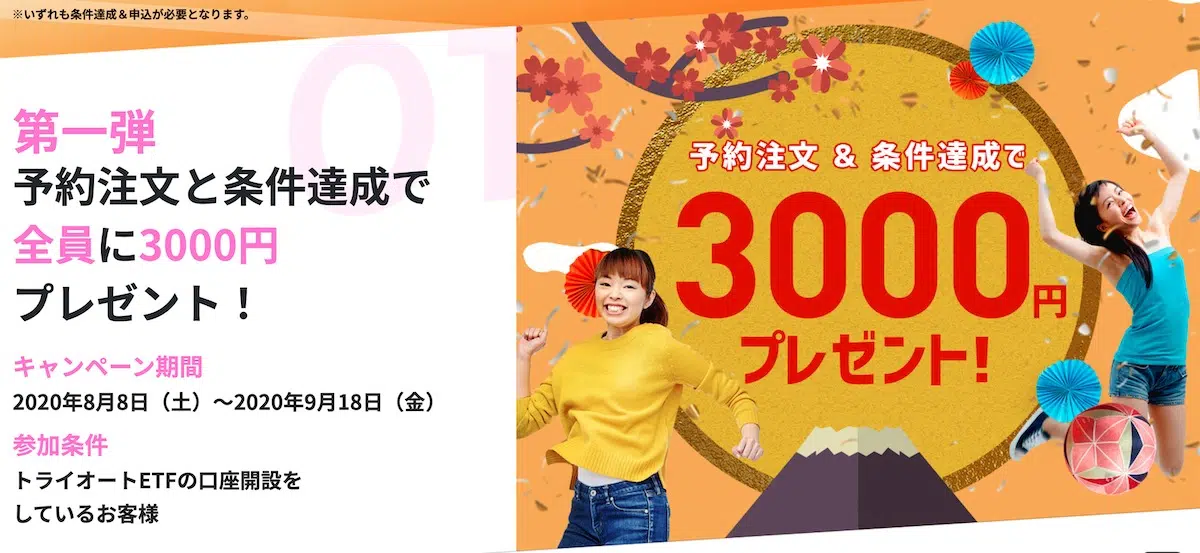 ※いずれも条件達成＆申込が必要となります。
01
第一弾
予約注文と条件達成で
全員に3000円
プレゼント！
キャンペーン期間
2020年8月8日（土）〜2020年9月18日（金）
参加条件
トライオートETFの口座開設を
しているお客様
予約注文 & 条件達成で
3000円
プレゼント!